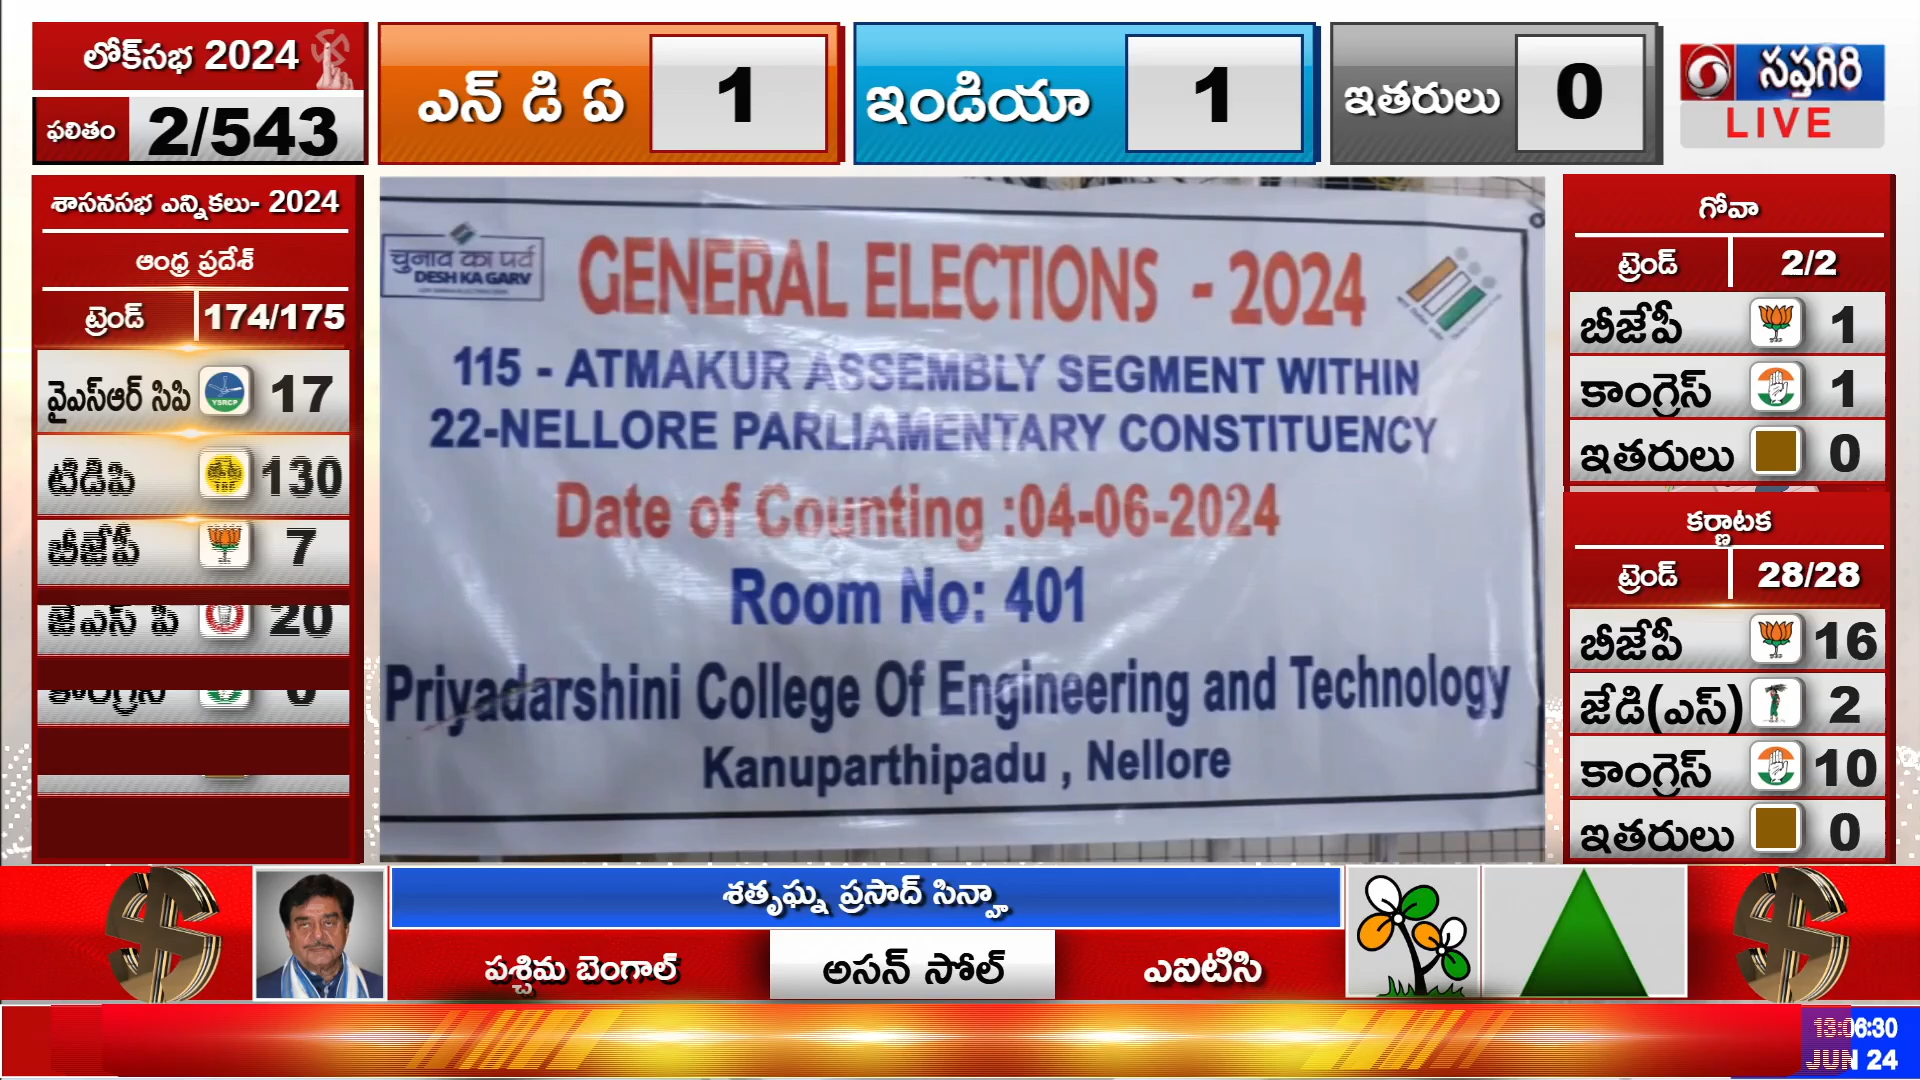 లోక్‌సభ 2024
ఫలితం 2/543
ఎన్ డి ఏ 1
ఇండియా 1
ఇతరులు 0
సప్తగిరి
LIVE
శాసనసభ ఎన్నికలు- 2024
ఆంధ్ర ప్రదేశ్
ట్రెండ్ 174/175
వైఎస్ఆర్ సిపి YSRCP 17
టిడిపి 130
బీజేపీ 7
జేఎస్ పి 20
కాంగ్రెస్ 0
चुनाव का पर्व
DESH KA GARV
GENERAL ELECTIONS - 2024
115 - ATMAKUR ASSEMBLY SEGMENT WITHIN
22-NELLORE PARLIAMENTARY CONSTITUENCY
Date of Counting :04-06-2024
Room No: 401
Priyadarshini College Of Engineering and Technology
Kanuparthipadu , Nellore
గోవా
ట్రెండ్ 2/2
బీజేపీ 1
కాంగ్రెస్ 1
ఇతరులు 0
కర్ణాటక
ట్రెండ్ 28/28
బీజేపీ 16
జేడి(ఎస్) 2
కాంగ్రెస్ 10
ఇతరులు 0
శతృఘ్న ప్రసాద్ సిన్హా
పశ్చిమ బెంగాల్ అసన్ సోల్ ఎఐటిసి
13:06:30
JUN 24